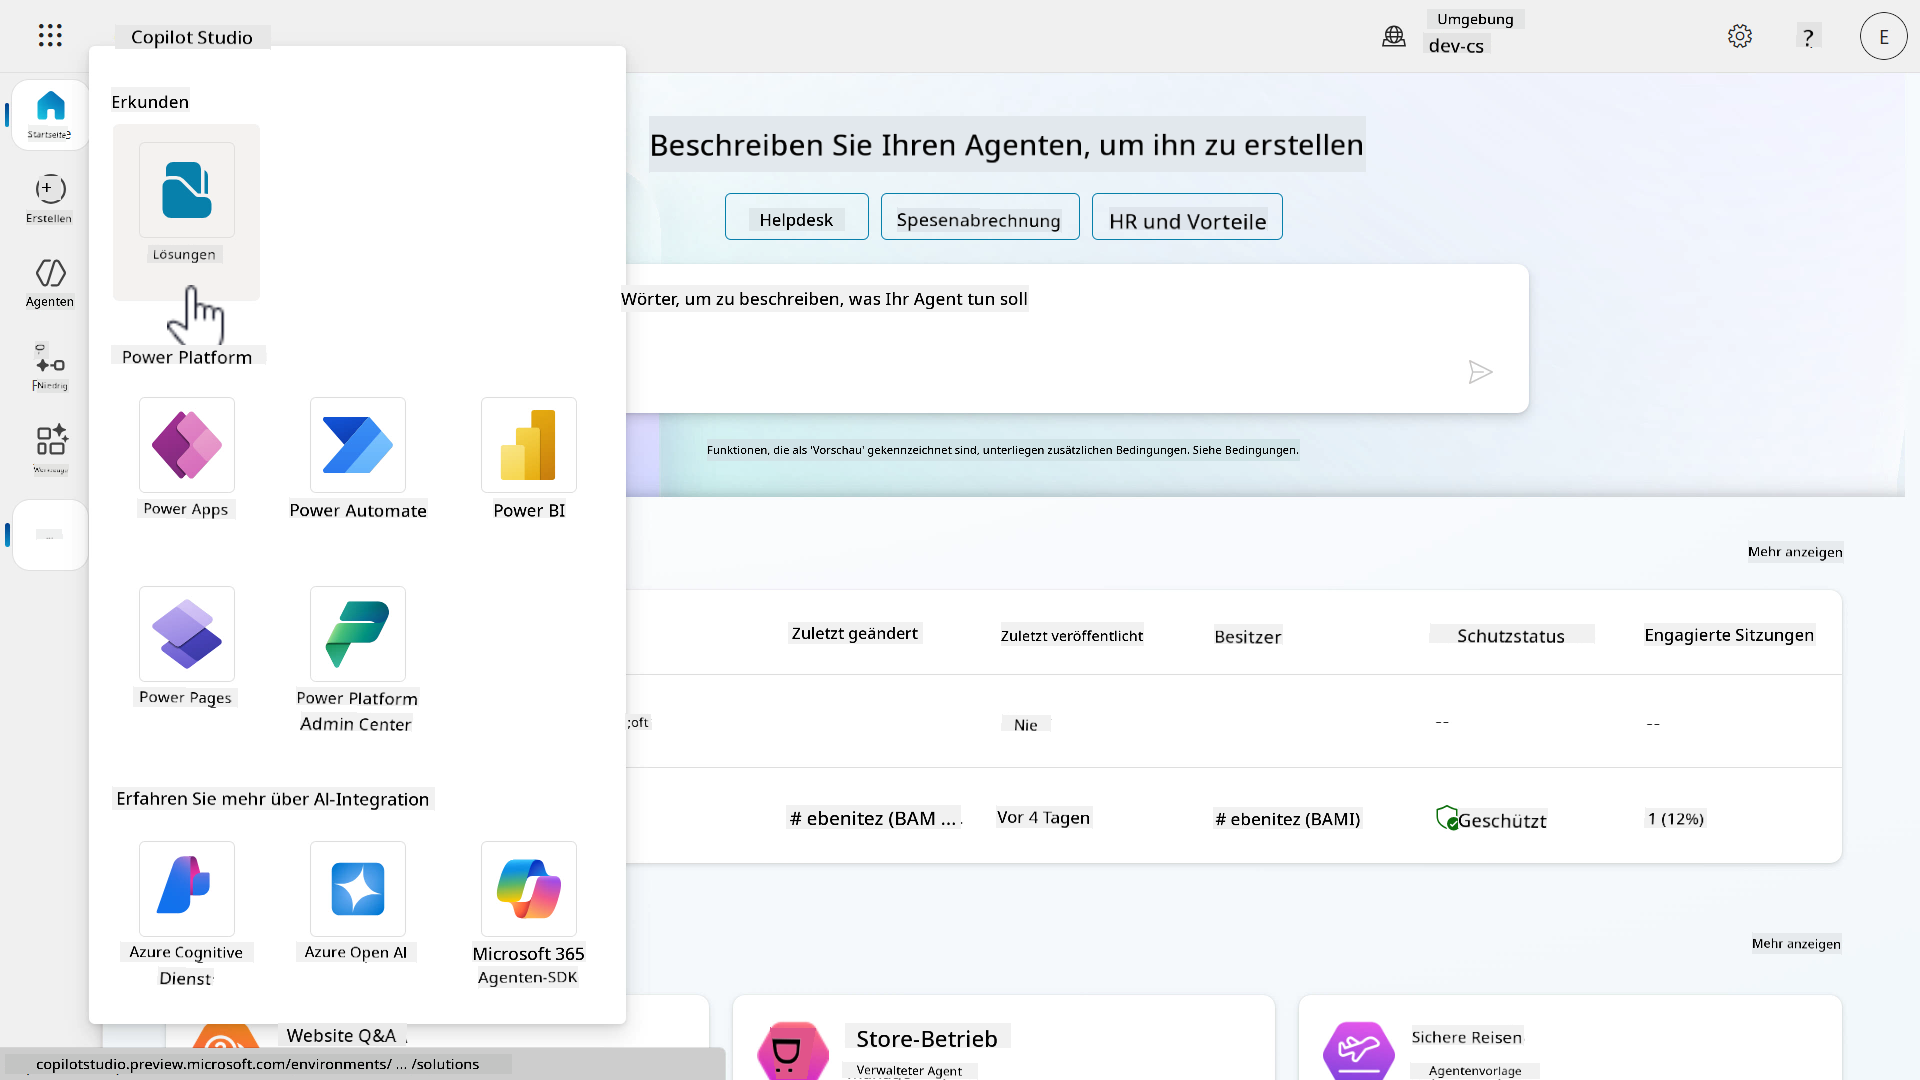 Copilot Studio
Umgebung
dev-cs
?
E
Erkunden
Startseite
Erstellen
Agenten
Lösungen
Power Platform
Power Apps
Power Automate
Power BI
Power Pages
Power Platform
Admin Center
Erfahren Sie mehr über AI-Integration
Azure Cognitive
Dienst
Azure Open AI
Microsoft 365
Agenten-SDK
Beschreiben Sie Ihren Agenten, um ihn zu erstellen
Helpdesk
Spesenabrechnung
HR und Vorteile
Wörter, um zu beschreiben, was Ihr Agent tun soll
Funktionen, die als 'Vorschau' gekennzeichnet sind, unterliegen zusätzlichen Bedingungen. Siehe Bedingungen.
Mehr anzeigen
Zuletzt geändert
Zuletzt veröffentlicht
Besitzer
Schutzstatus
Engagierte Sitzungen
Nie
--
--
# ebenitez (BAM ...
Vor 4 Tagen
# ebenitez (BAMI)
Geschützt
1 (12%)
Mehr anzeigen
Website Q&A
Store-Betrieb
Verwalteter Agent
Sichere Reisen
Agentenvorlage
copilotstudio.preview.microsoft.com/environments/ ... /solutions